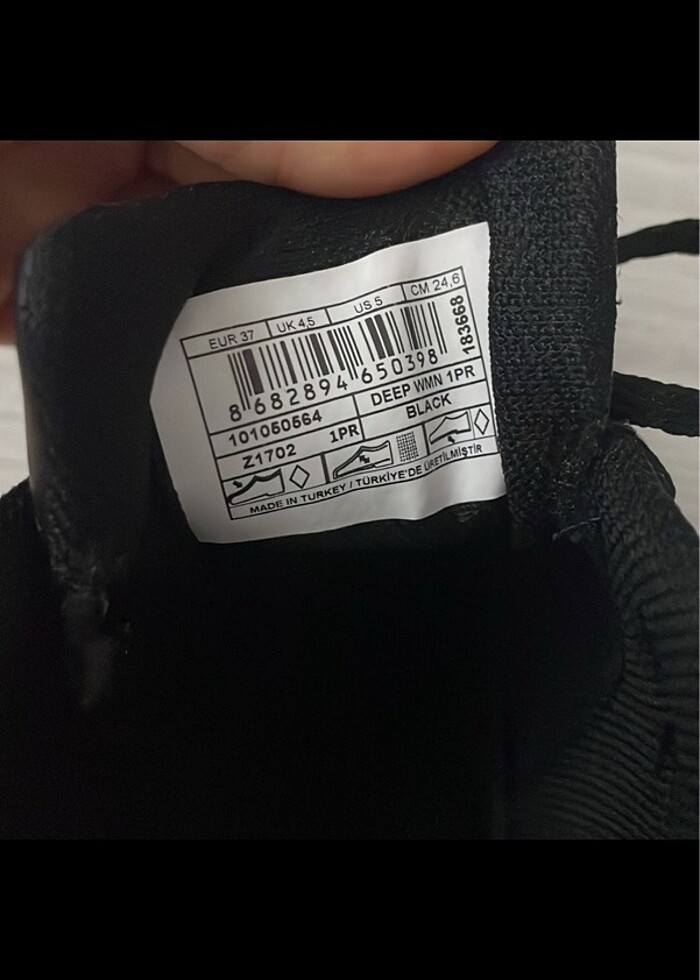 EUR 37 UK 4,5 US 5 CM 24,6
8 682894 650398
183668
101050564 DEEP WMN 1PR
Z1702 1PR BLACK
MADE IN TURKEY / TÜRKİYE'DE ÜRETİLMİŞTİR